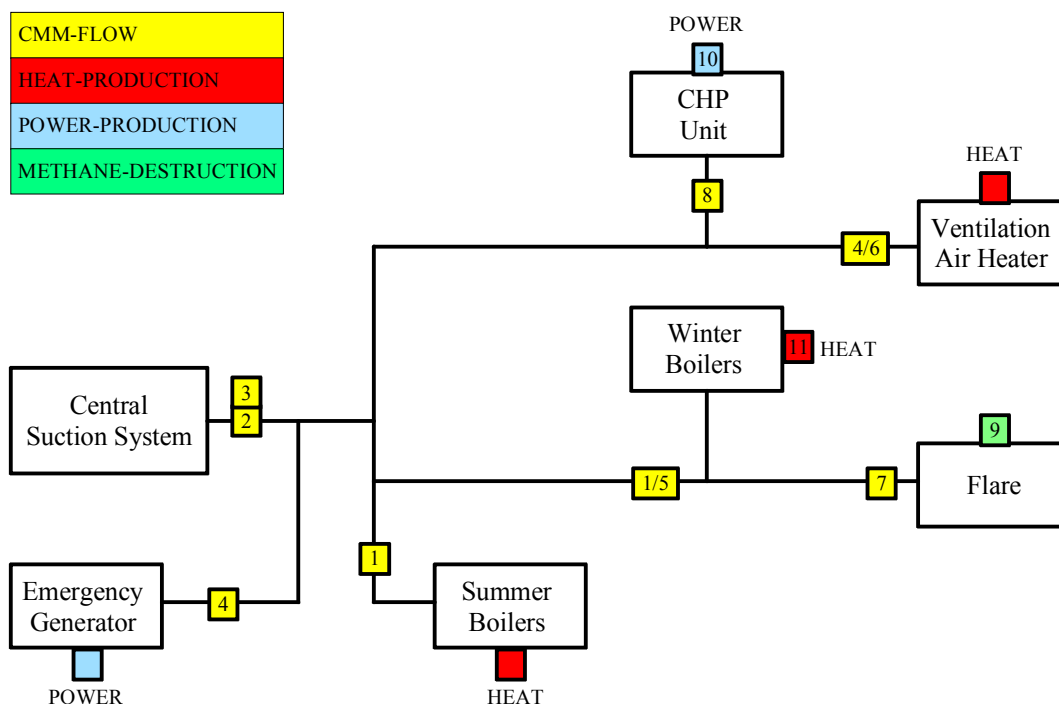 CMM-FLOW
HEAT-PRODUCTION
POWER-PRODUCTION
METHANE-DESTRUCTION
POWER
10
CHP
Unit
8
HEAT
Ventilation
Air Heater
4/6
Winter
Boilers
11
HEAT
3
2
Central
Suction System
1/5
7
9
Flare
1
Emergency
Generator
4
POWER
Summer
Boilers
HEAT